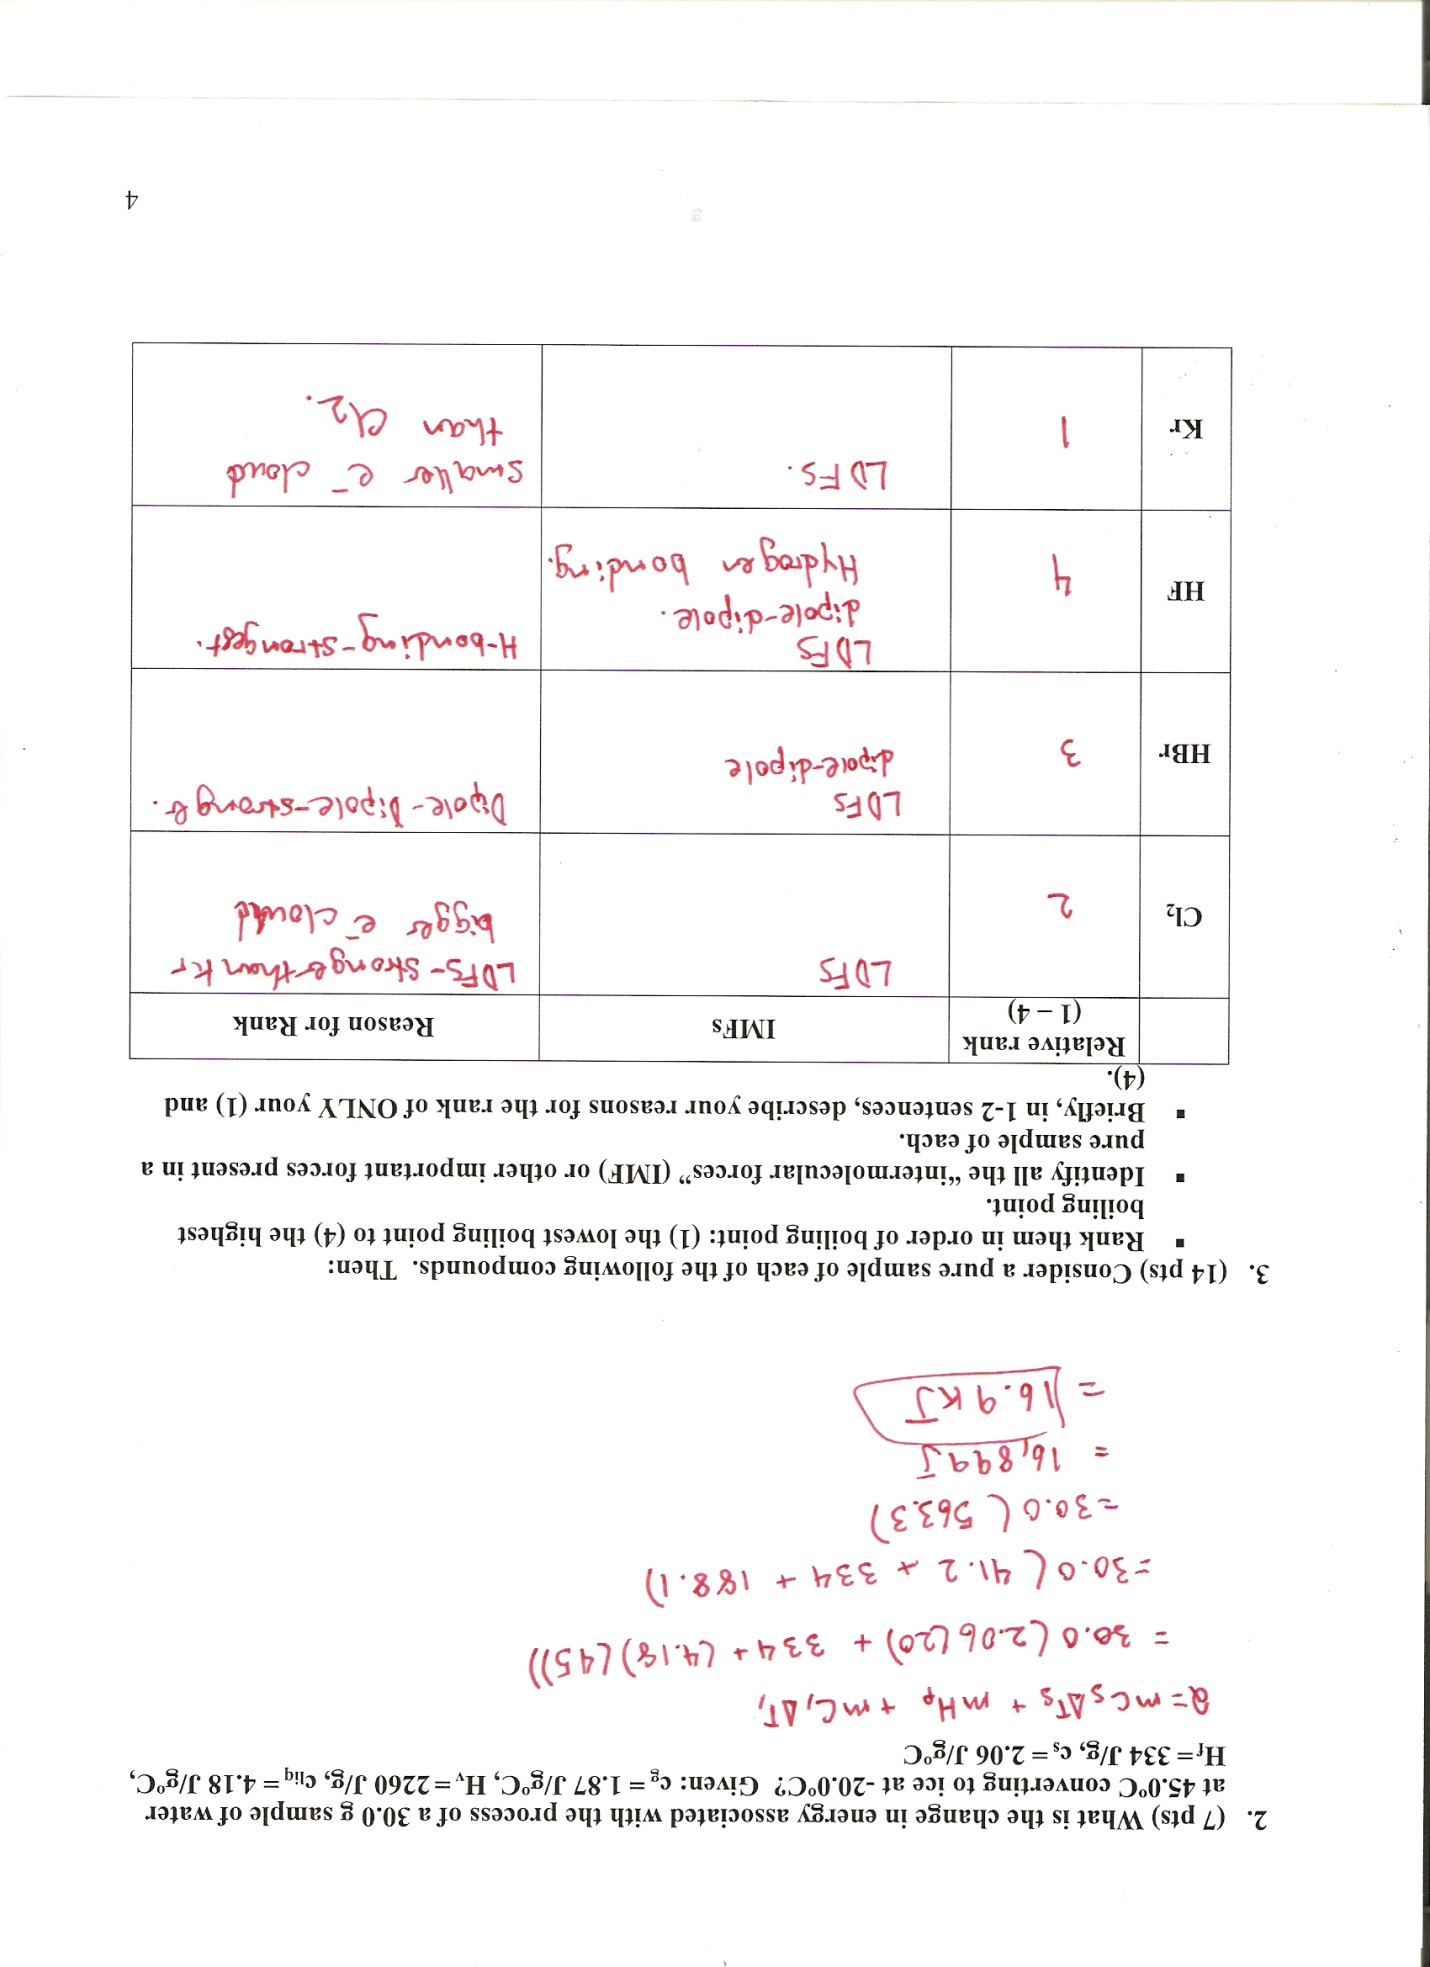 2. (7 pts) What is the change in energy associated with the process of a 30.0 g sample of water
at 45.0°C converting to ice at -20.0°C? Given: cg = 1.87 J/g°C, Hv = 2260 J/g, cliq = 4.18 J/g°C,
Hf = 334 J/g, cs = 2.06 J/g°C
Q = mCsΔTs + mHf + mClΔTl
= 30.0 (2.06(20) + 334 + (4.18)(45))
= 30.0 (41.2 + 334 + 188.1)
= 30.0 (563.3)
= 16,899 J
= 16.9 kJ
3. (14 pts) Consider a pure sample of each of the following compounds. Then:
▪ Rank them in order of boiling point: (1) the lowest boiling point to (4) the highest
boiling point.
▪ Identify all the “intermolecular forces” (IMF) or other important forces present in a
pure sample of each.
▪ Briefly, in 1-2 sentences, describe your reasons for the rank of ONLY your (1) and
(4).
Relative rank
(1 – 4)
IMFs
Reason for Rank
Cl2
2
LDFs
LDFs - stronger than Kr
bigger e⁻ cloud
HBr
3
LDFs
dipole-dipole
Dipole-Dipole-stronger.
HF
4
LDFs
dipole-dipole.
Hydrogen bonding.
H-bonding-strongest.
Kr
1
LDFs.
smaller e⁻ cloud
than Cl2.
4